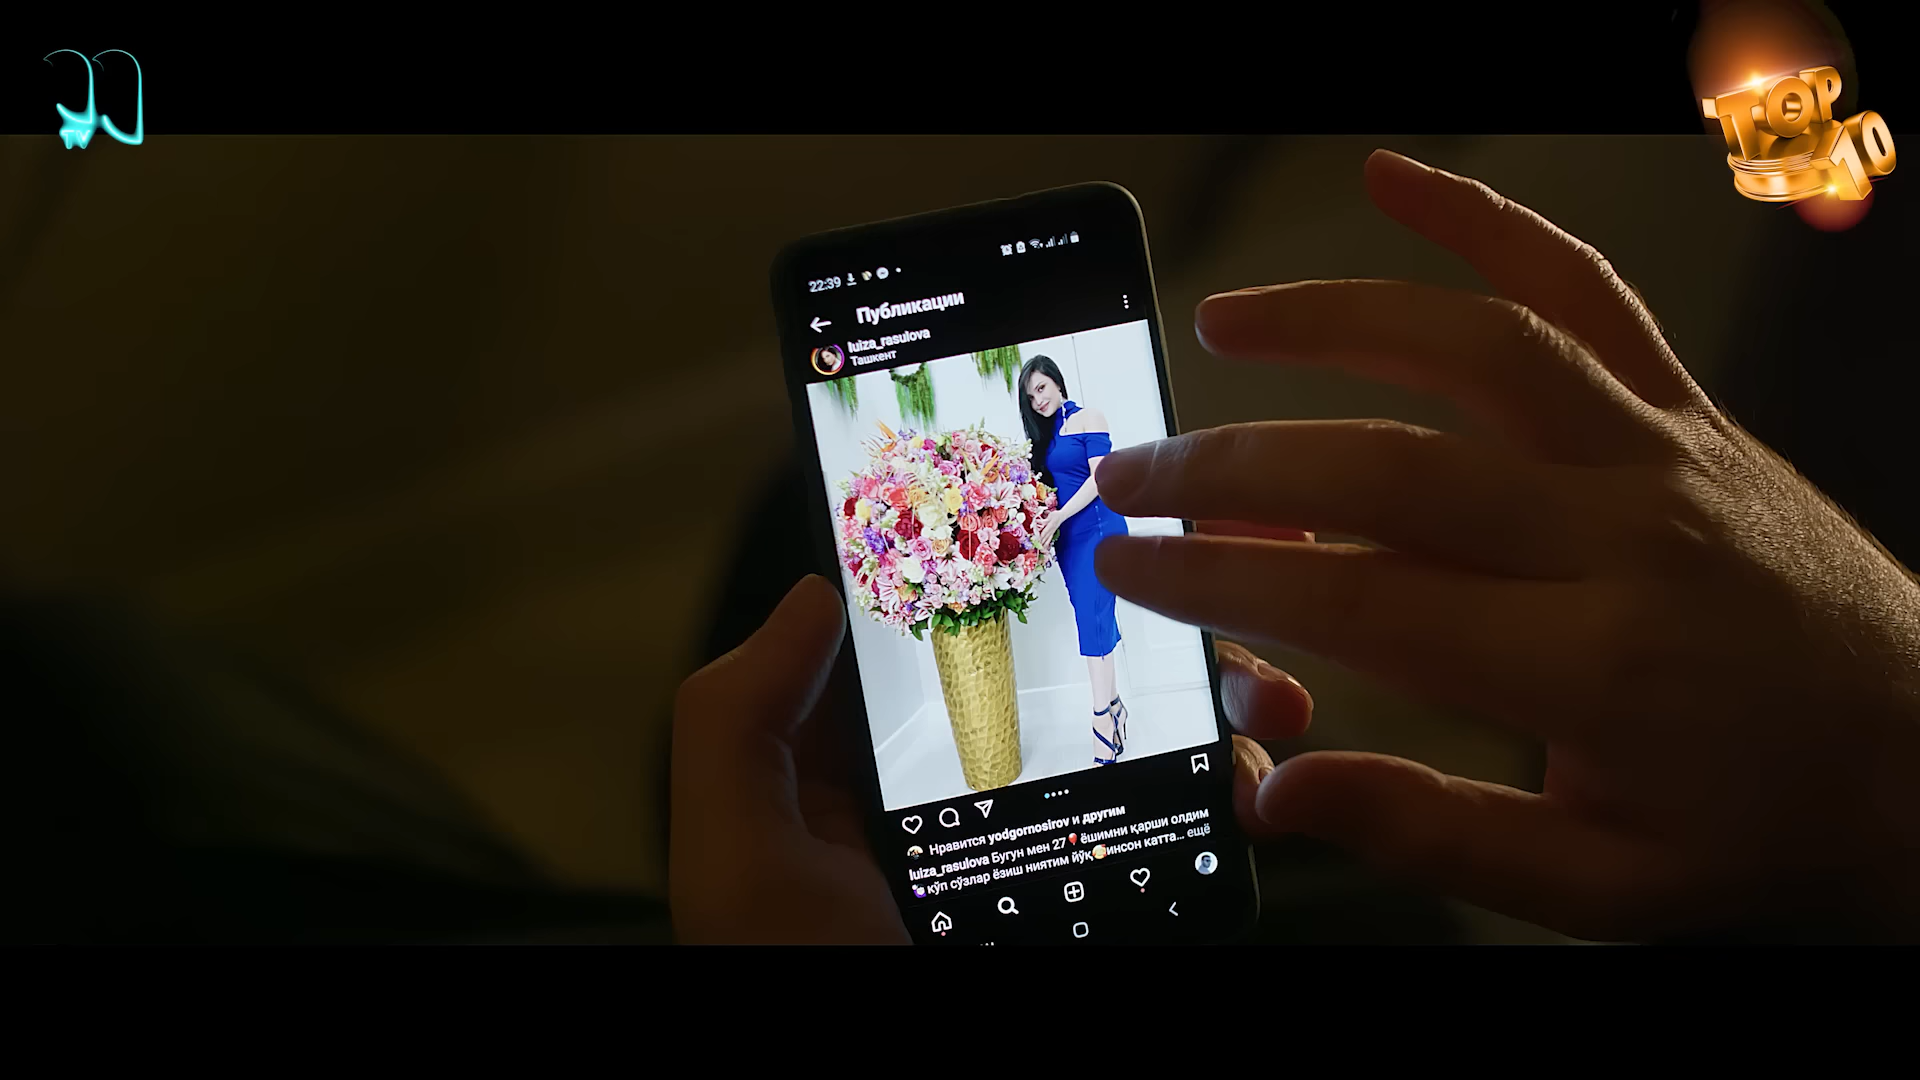 TV
TOP
10
22:39
Публикации
luiza_rasulova
Ташкент
Нравится yodgornosirov и другим
luiza_rasulova Бугун мен 27🎈ёшимни қарши олдим
кўп сўзлар ёзиш ниятим йўқ🥰инсон катта... ещё